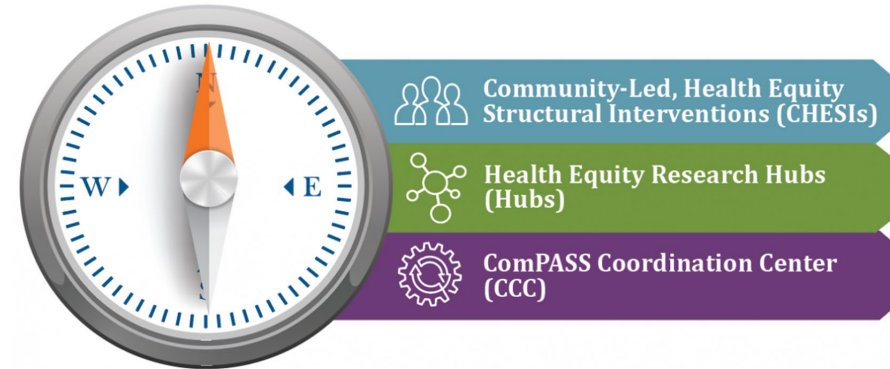 N
W
E
S
Community-Led, Health Equity
Structural Interventions (CHESIs)
Health Equity Research Hubs
(Hubs)
ComPASS Coordination Center
(CCC)